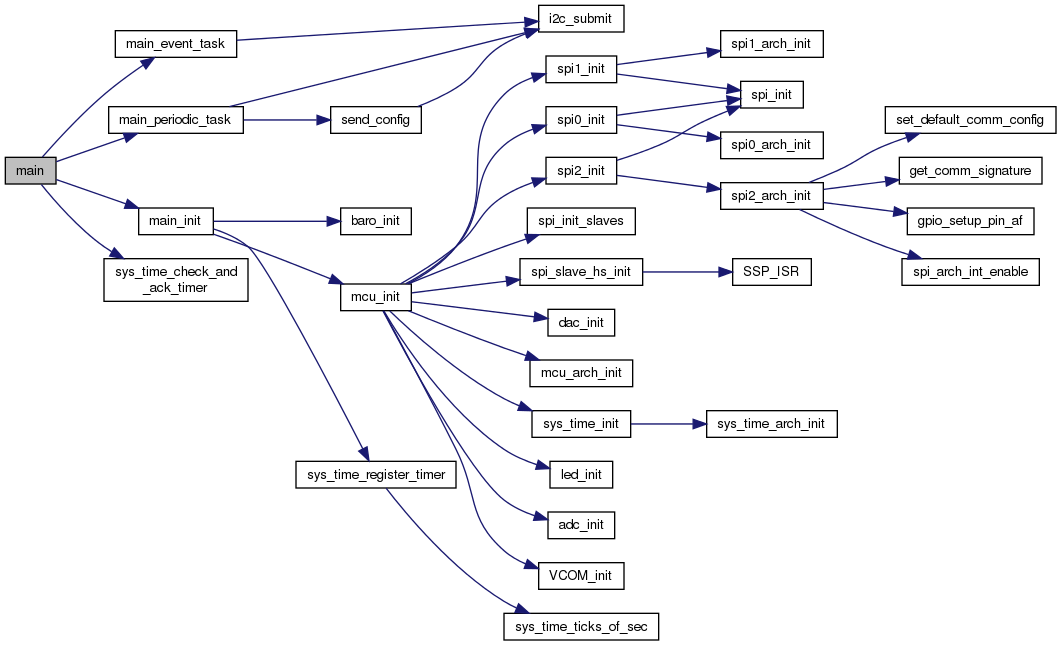 main
main_event_task
main_periodic_task
main_init
sys_time_check_and
_ack_timer
send_config
baro_init
mcu_init
sys_time_register_timer
i2c_submit
spi1_init
spi0_init
spi2_init
spi_init_slaves
spi_slave_hs_init
dac_init
mcu_arch_init
sys_time_init
led_init
adc_init
VCOM_init
sys_time_ticks_of_sec
spi1_arch_init
spi_init
spi0_arch_init
spi2_arch_init
SSP_ISR
sys_time_arch_init
set_default_comm_config
get_comm_signature
gpio_setup_pin_af
spi_arch_int_enable